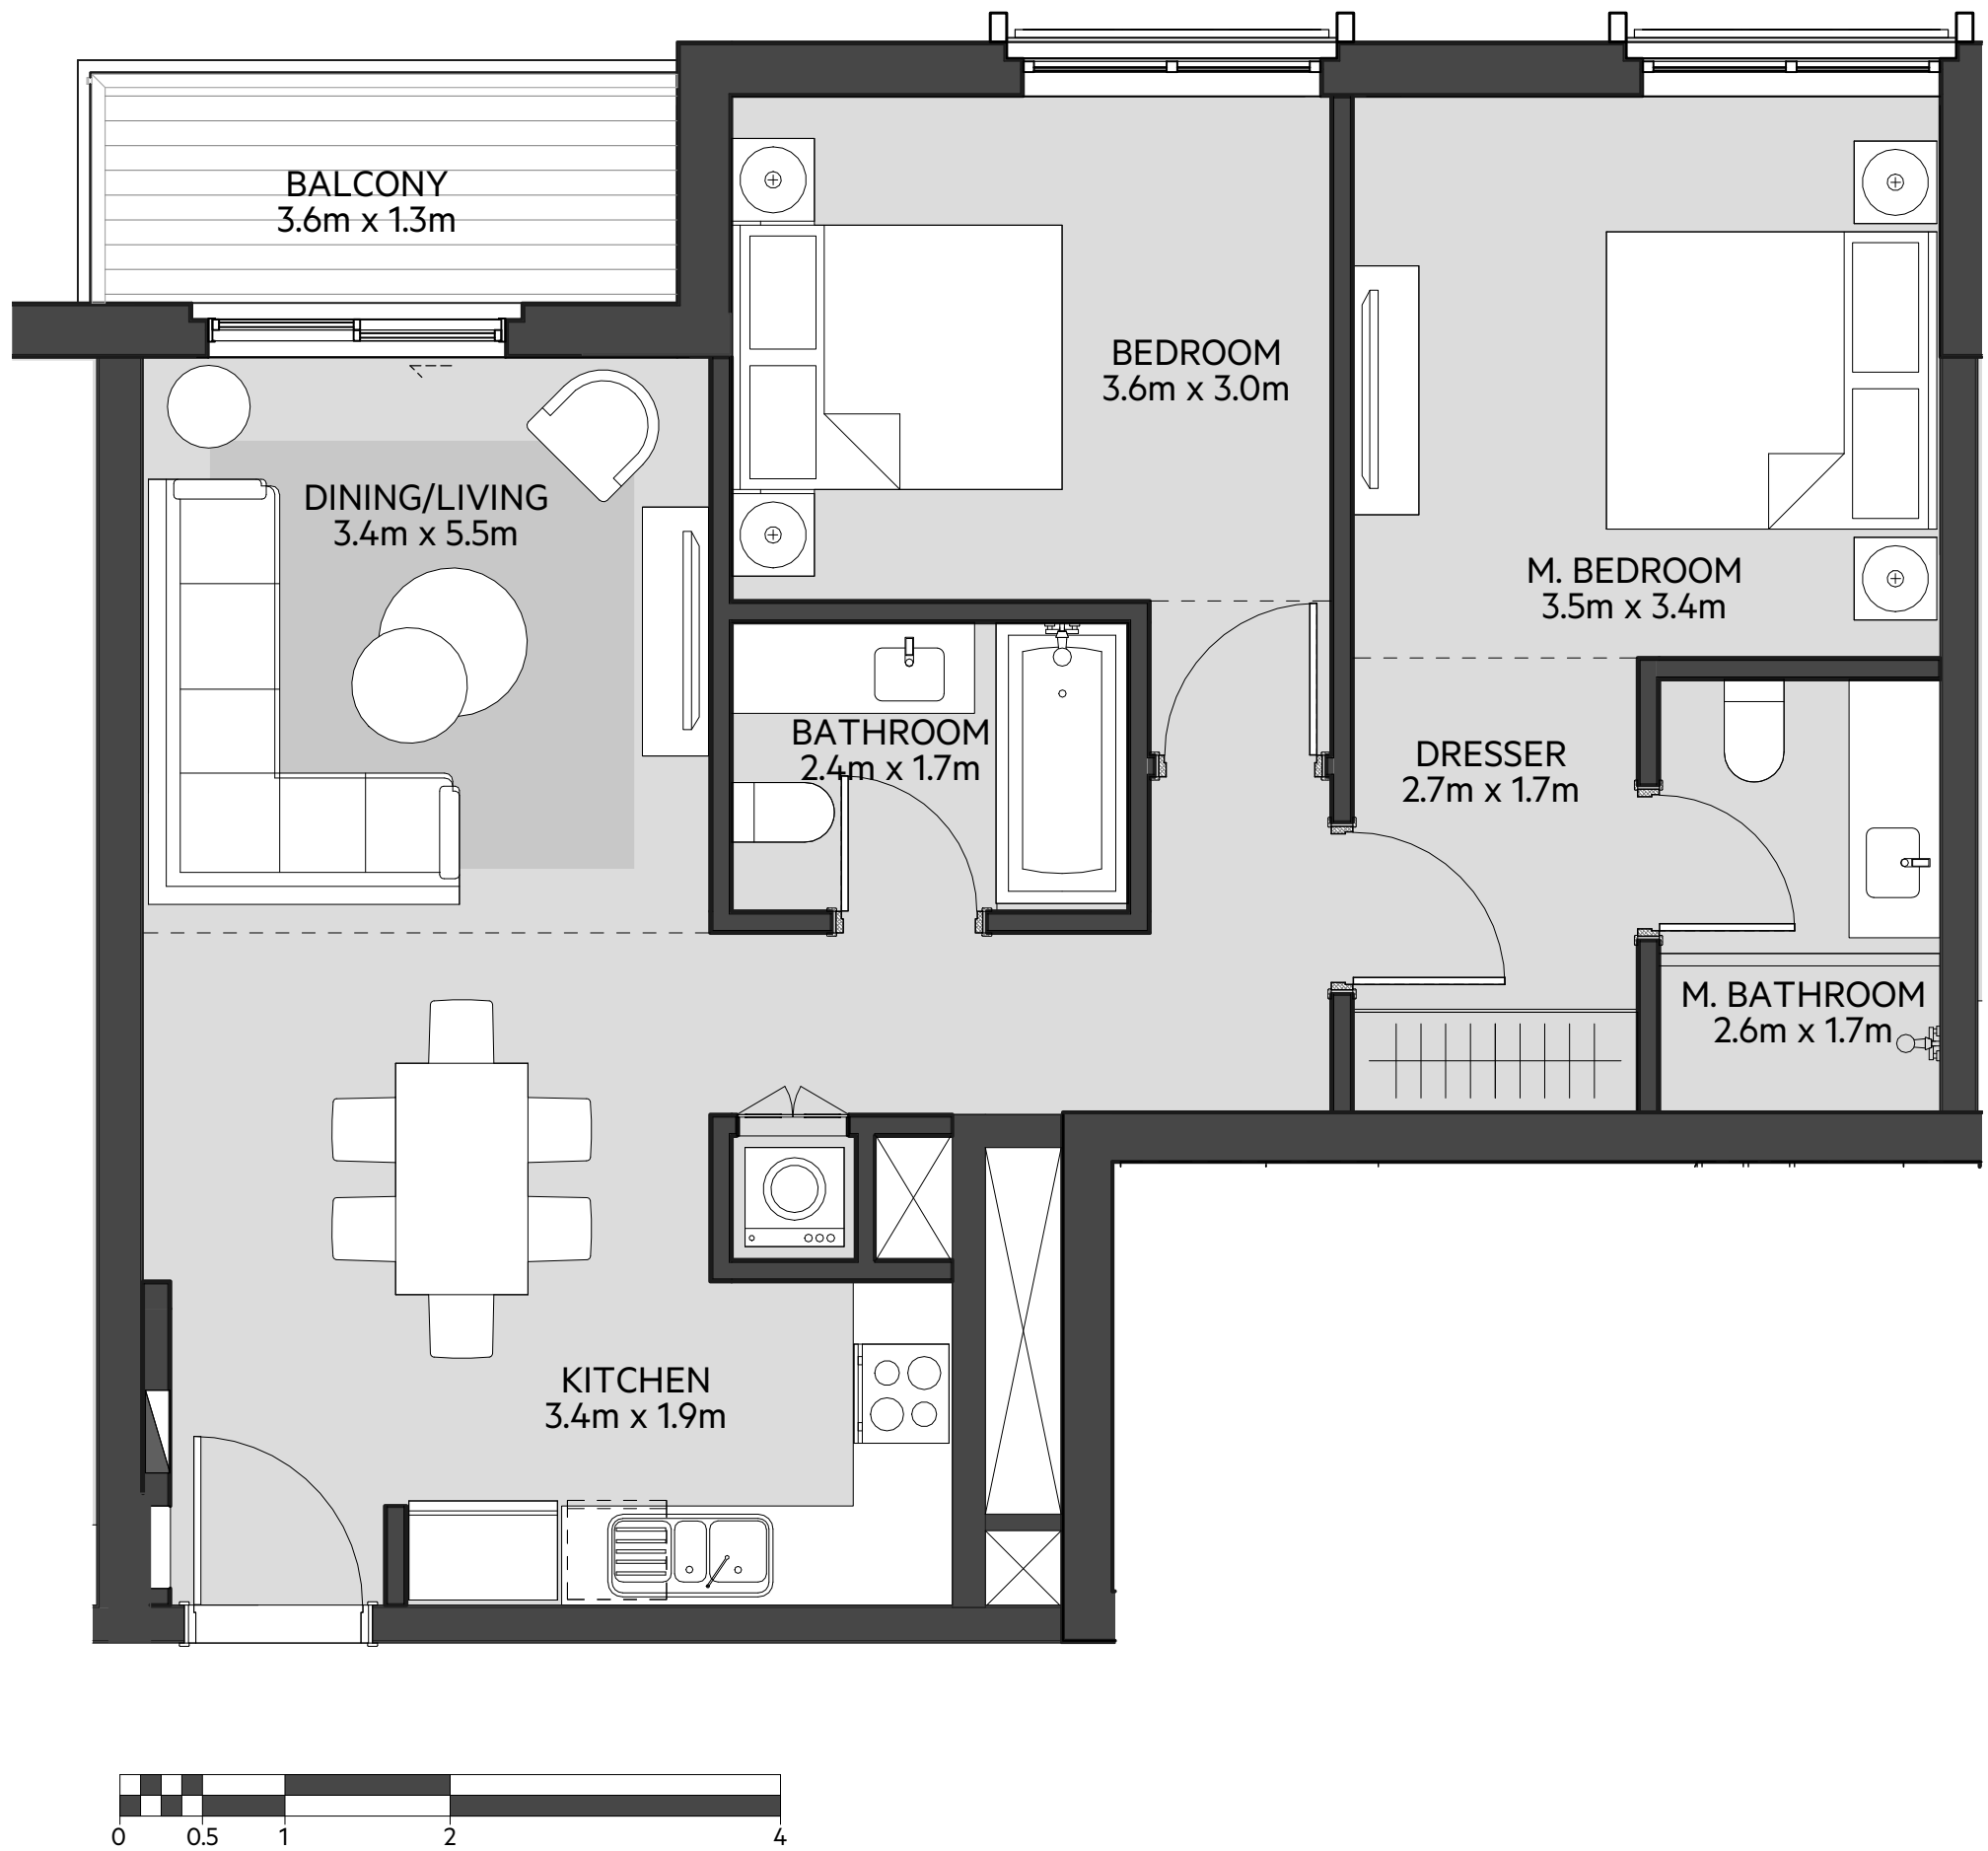 BALCONY
3.6m x 1.3m
BEDROOM
3.6m x 3.0m
DINING/LIVING
3.4m x 5.5m
M. BEDROOM
3.5m x 3.4m
BATHROOM
2.4m x 1.7m
DRESSER
2.7m x 1.7m
M. BATHROOM
2.6m x 1.7m
KITCHEN
3.4m x 1.9m
0 0.5 1 2 4